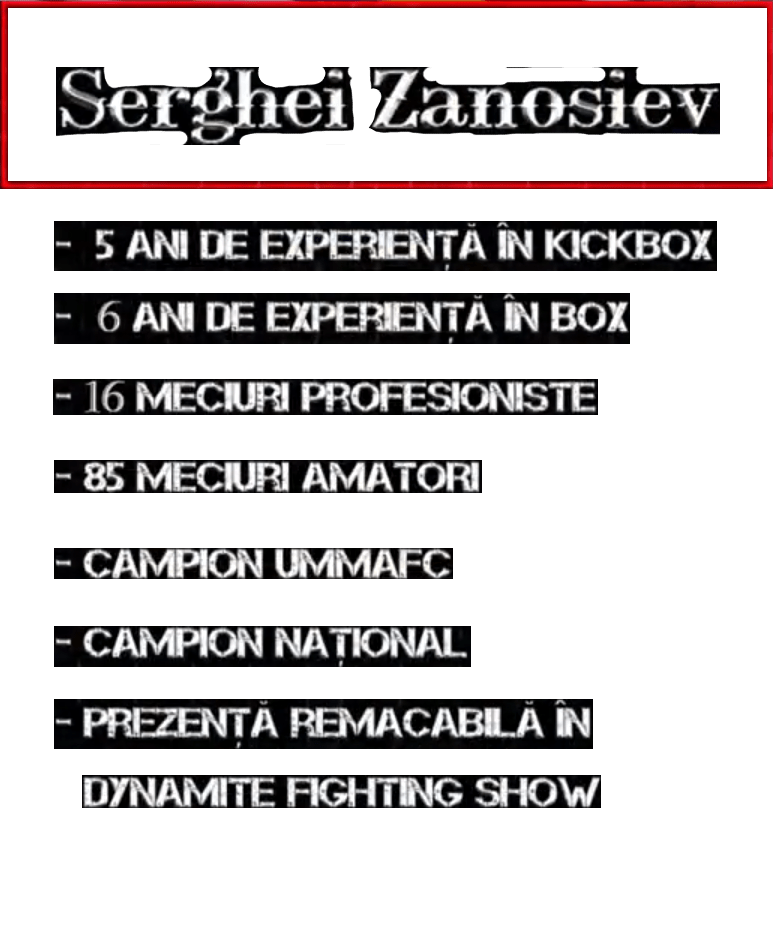 Serghei Zanosiev
- 5 ANI DE EXPERIENȚĂ ÎN KICKBOX
- 6 ANI DE EXPERIENȚĂ ÎN BOX
- 16 MECIURI PROFESIONISTE
- 85 MECIURI AMATORI
- CAMPION UMMAFC
- CAMPION NAȚIONAL
- PREZENȚĂ REMACABILĂ ÎN
DYNAMITE FIGHTING SHOW